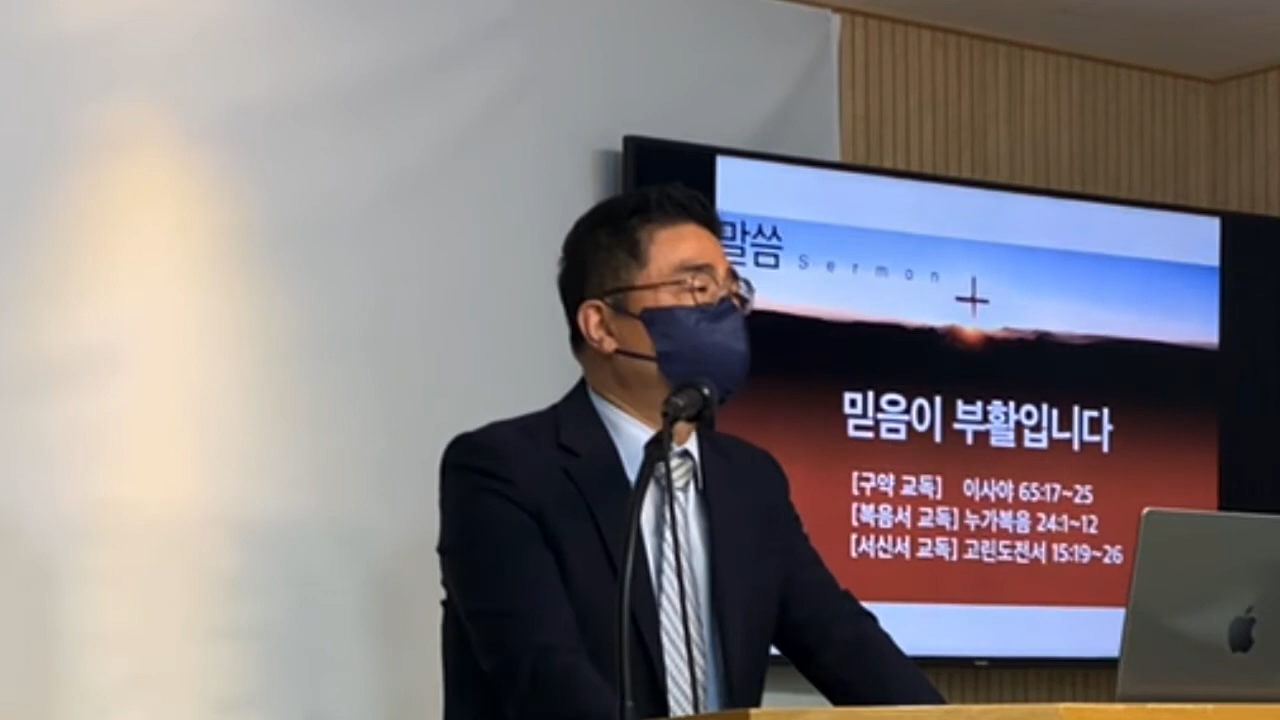 말씀 Sermon
믿음이 부활입니다
[구약 교독] 이사야 65:17~25
[복음서 교독] 누가복음 24:1~12
[서신서 교독] 고린도전서 15:19~26